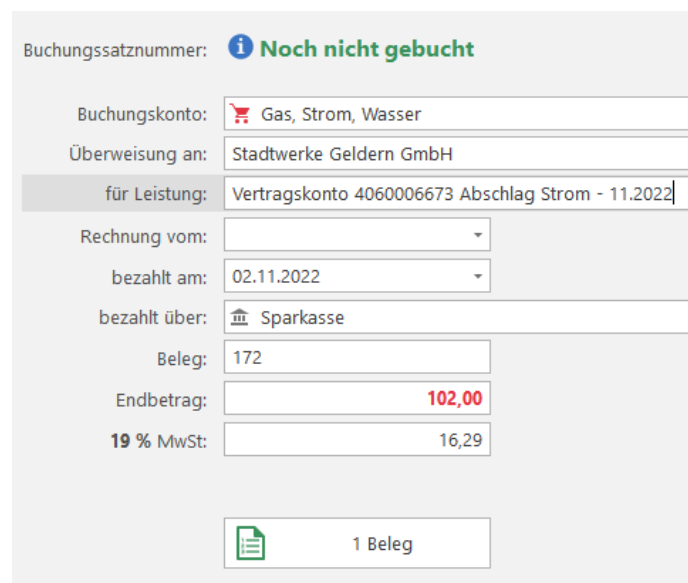 Buchungssatznummer: Noch nicht gebucht
Buchungskonto: Gas, Strom, Wasser
Überweisung an: Stadtwerke Geldern GmbH
für Leistung: Vertragskonto 4060006673 Abschlag Strom - 11.2022
Rechnung vom:
bezahlt am: 02.11.2022
bezahlt über: Sparkasse
Beleg: 172
Endbetrag: 102,00
19 % MwSt: 16,29
1 Beleg